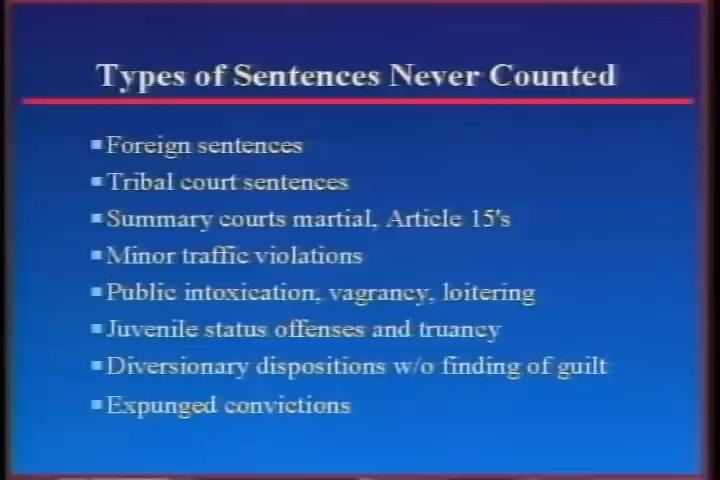 Types of Sentences Never Counted
Foreign sentences
Tribal court sentences
Summary courts martial, Article 15's
Minor traffic violations
Public intoxication, vagrancy, loitering
Juvenile status offenses and truancy
Diversionary dispositions w/o finding of guilt
Expunged convictions